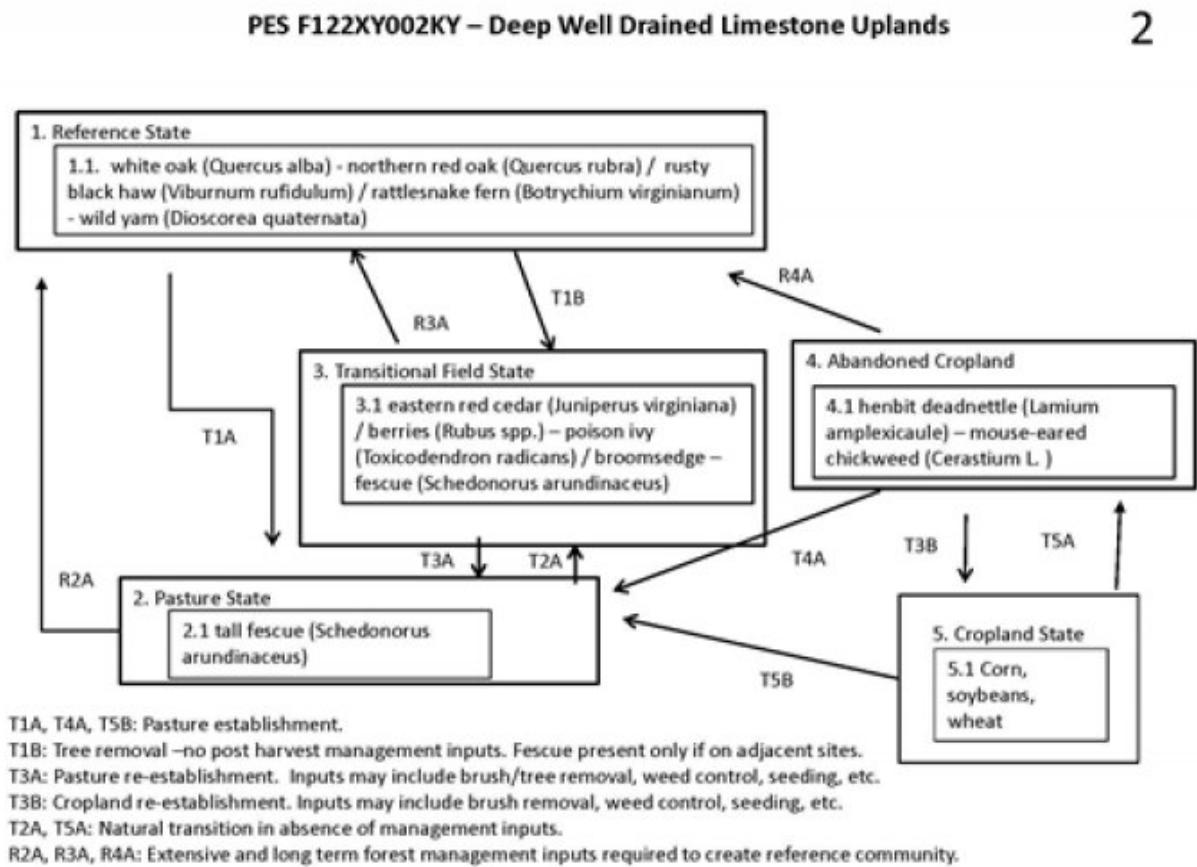 PES F122XY002KY – Deep Well Drained Limestone Uplands
2
1. Reference State
1.1. white oak (Quercus alba) - northern red oak (Quercus rubra) / rusty
black haw (Viburnum rufidulum) / rattlesnake fern (Botrychium virginianum)
- wild yam (Dioscorea quaternata)
R4A
T1B
R3A
3. Transitional Field State
3.1 eastern red cedar (Juniperus virginiana)
/ berries (Rubus spp.) – poison ivy
(Toxicodendron radicans) / broomsedge –
fescue (Schedonorus arundinaceus)
4. Abandoned Cropland
4.1 henbit deadnettle (Lamium
amplexicaule) – mouse-eared
chickweed (Cerastium L. )
T1A
T3A
T2A
T4A
T3B
T5A
R2A
2. Pasture State
2.1 tall fescue (Schedonorus
arundinaceus)
5. Cropland State
5.1 Corn,
soybeans,
wheat
T5B
T1A, T4A, T5B: Pasture establishment.
T1B: Tree removal –no post harvest management inputs. Fescue present only if on adjacent sites.
T3A: Pasture re-establishment. Inputs may include brush/tree removal, weed control, seeding, etc.
T3B: Cropland re-establishment. Inputs may include brush removal, weed control, seeding, etc.
T2A, T5A: Natural transition in absence of management inputs.
R2A, R3A, R4A: Extensive and long term forest management inputs required to create reference community.